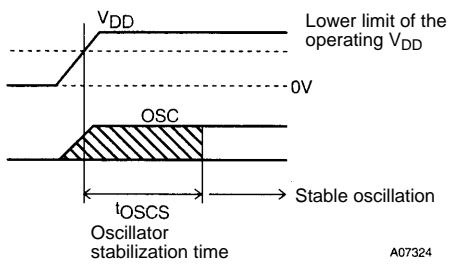 VDD
Lower limit of the
operating VDD
0V
OSC
tOSCS
Stable oscillation
Oscillator
stabilization time
A07324